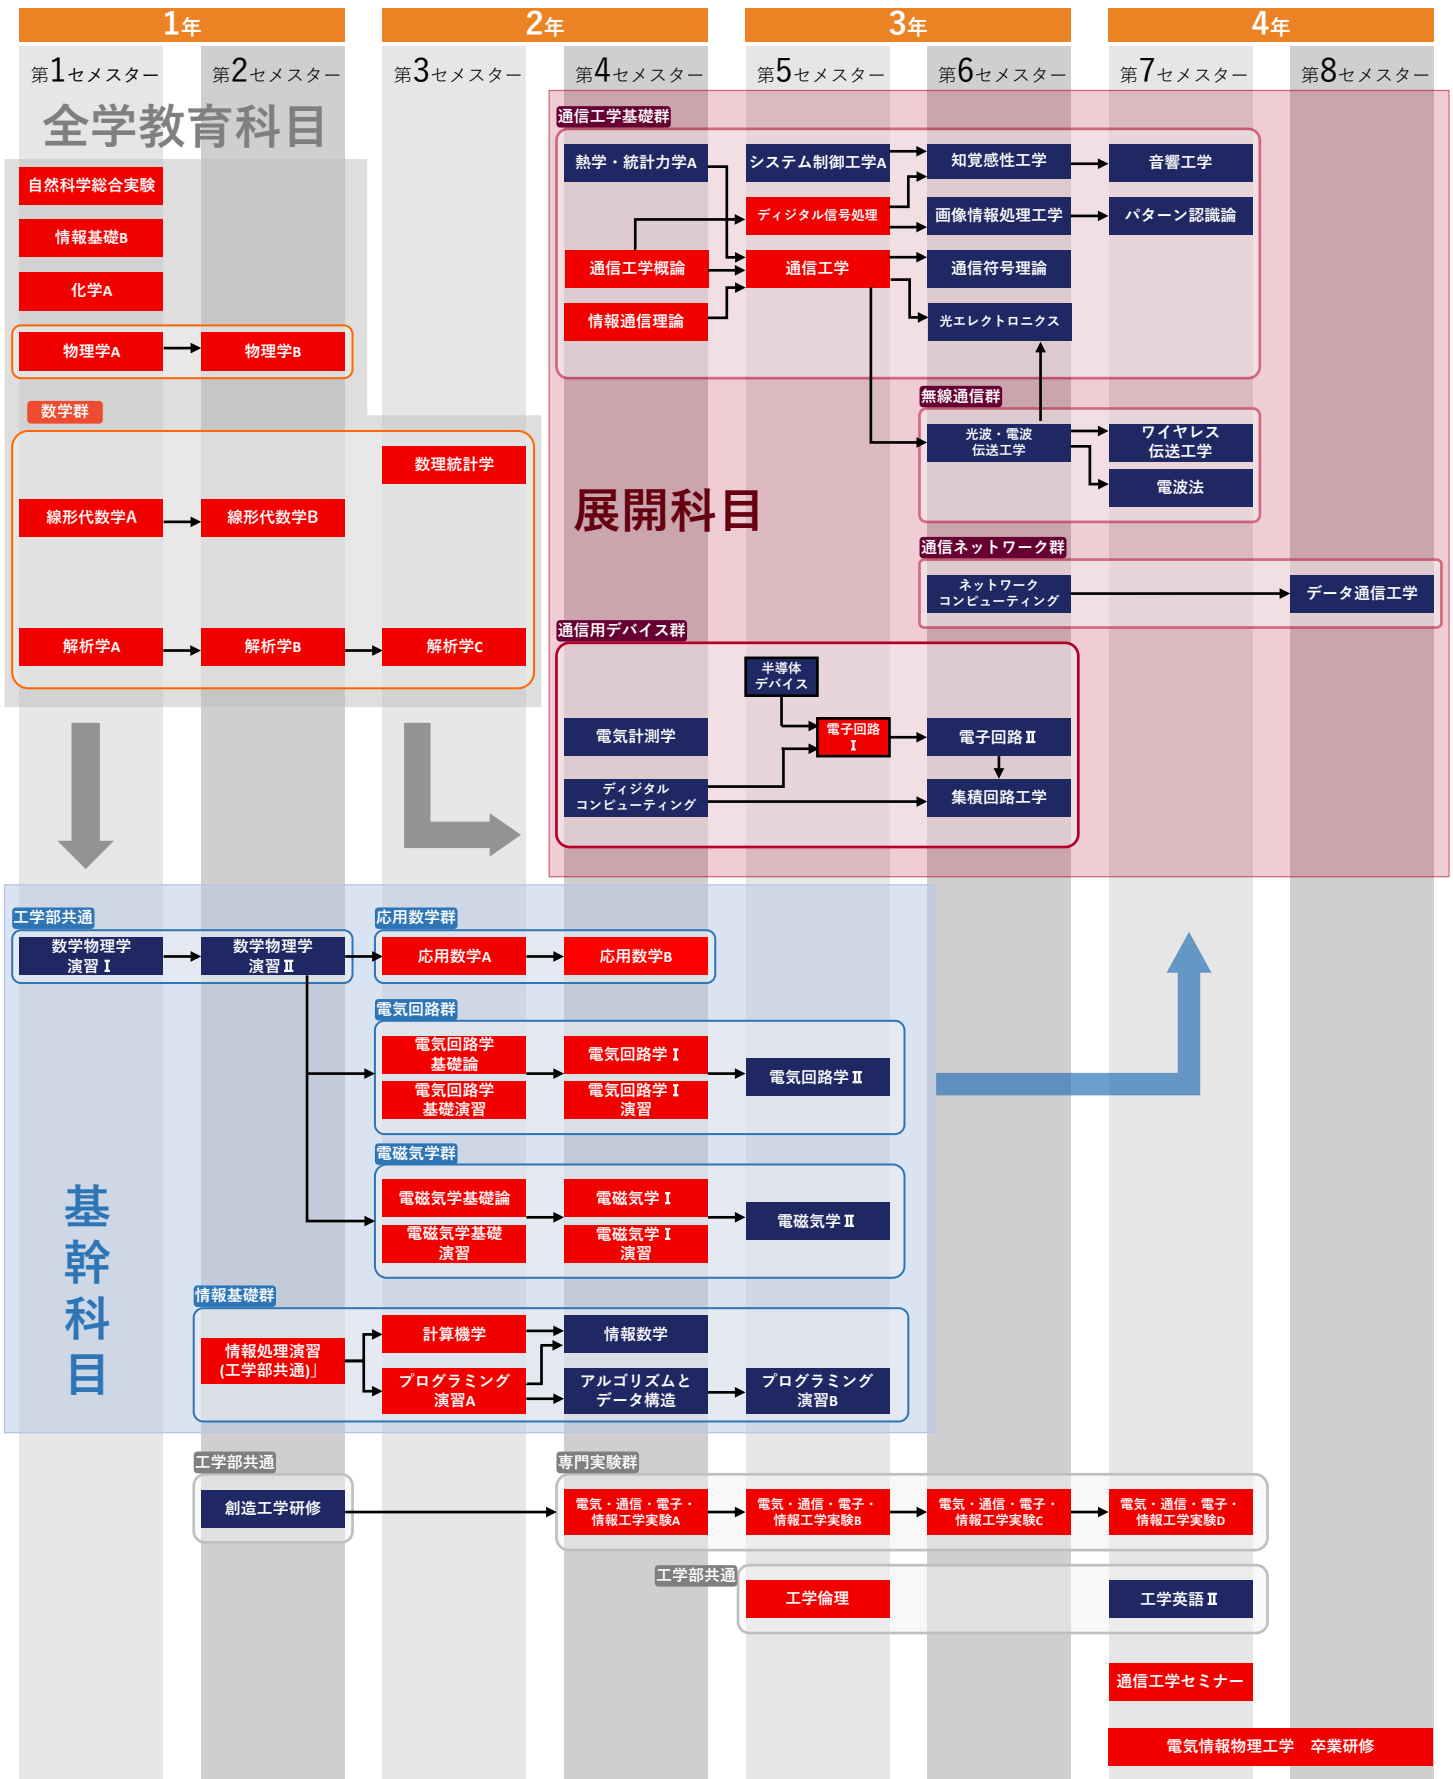 1年
2年
3年
4年
第1セメスター
第2セメスター
第3セメスター
第4セメスター
第5セメスター
第6セメスター
第7セメスター
第8セメスター
全学教育科目
自然科学総合実験
情報基礎B
化学A
物理学A
物理学B
数学群
数理統計学
線形代数学A
線形代数学B
解析学A
解析学B
解析学C
展開科目
通信工学基礎群
熱学・統計力学A
システム制御工学A
知覚感性工学
音響工学
ディジタル信号処理
画像情報処理工学
パターン認識論
通信工学概論
通信工学
通信符号理論
情報通信理論
光エレクトロニクス
無線通信群
光波・電波
伝送工学
ワイヤレス
伝送工学
電波法
通信ネットワーク群
ネットワーク
コンピューティング
データ通信工学
通信用デバイス群
半導体
デバイス
電気計測学
電子回路
I
電子回路Ⅱ
ディジタル
コンピューティング
集積回路工学
基幹科目
工学部共通
数学物理学
演習Ⅰ
数学物理学
演習Ⅱ
応用数学群
応用数学A
応用数学B
電気回路群
電気回路学
基礎論
電気回路学Ⅰ
電気回路学Ⅱ
電気回路学
基礎演習
電気回路学Ⅰ
演習
電磁気学群
電磁気学基礎論
電磁気学Ⅰ
電磁気学Ⅱ
電磁気学基礎
演習
電磁気学Ⅰ
演習
情報基礎群
情報処理演習
(工学部共通)」
計算機学
情報数学
プログラミング
演習A
アルゴリズムと
データ構造
プログラミング
演習B
工学部共通
創造工学研修
専門実験群
電気・通信・電子・
情報工学実験A
電気・通信・電子・
情報工学実験B
電気・通信・電子・
情報工学実験C
電気・通信・電子・
情報工学実験D
工学部共通
工学倫理
工学英語Ⅱ
通信工学セミナー
電気情報物理工学　卒業研修